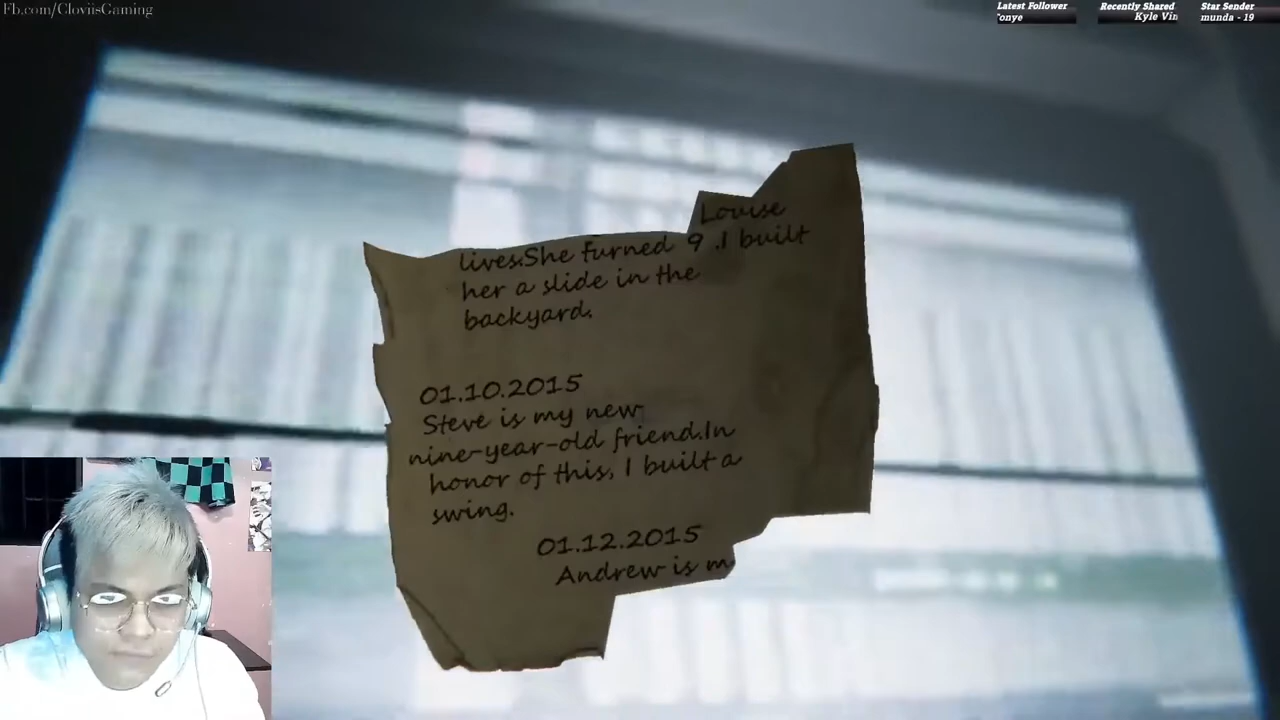 Fb.com/CloviisGaming
Latest Follower
onye
Recently Shared
Kyle Vin
Star Sender
munda - 19
Louise
lives.She turned 9 .I built
her a slide in the
backyard.
01.10.2015
Steve is my new
nine-year-old friend.In
honor of this, I built a
swing.
01.12.2015
Andrew is m